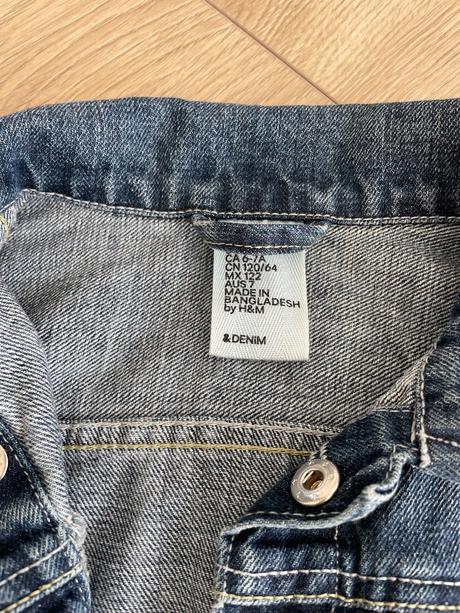 CA 6-7A
CN 120/64
MX 122
AUS 7
MADE IN
BANGLADESH
by H&M
&DENIM